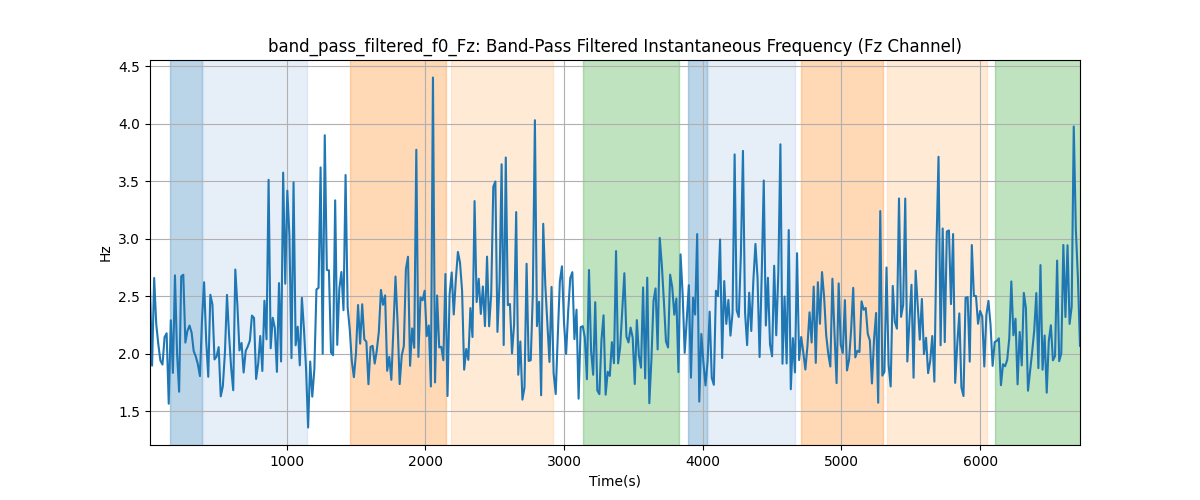 band_pass_filtered_f0_Fz: Band-Pass Filtered Instantaneous Frequency (Fz Channel)
4.5
4.0
3.5
3.0
2.5
2.0
1.5
Hz
1000 2000 3000 4000 5000 6000
Time(s)